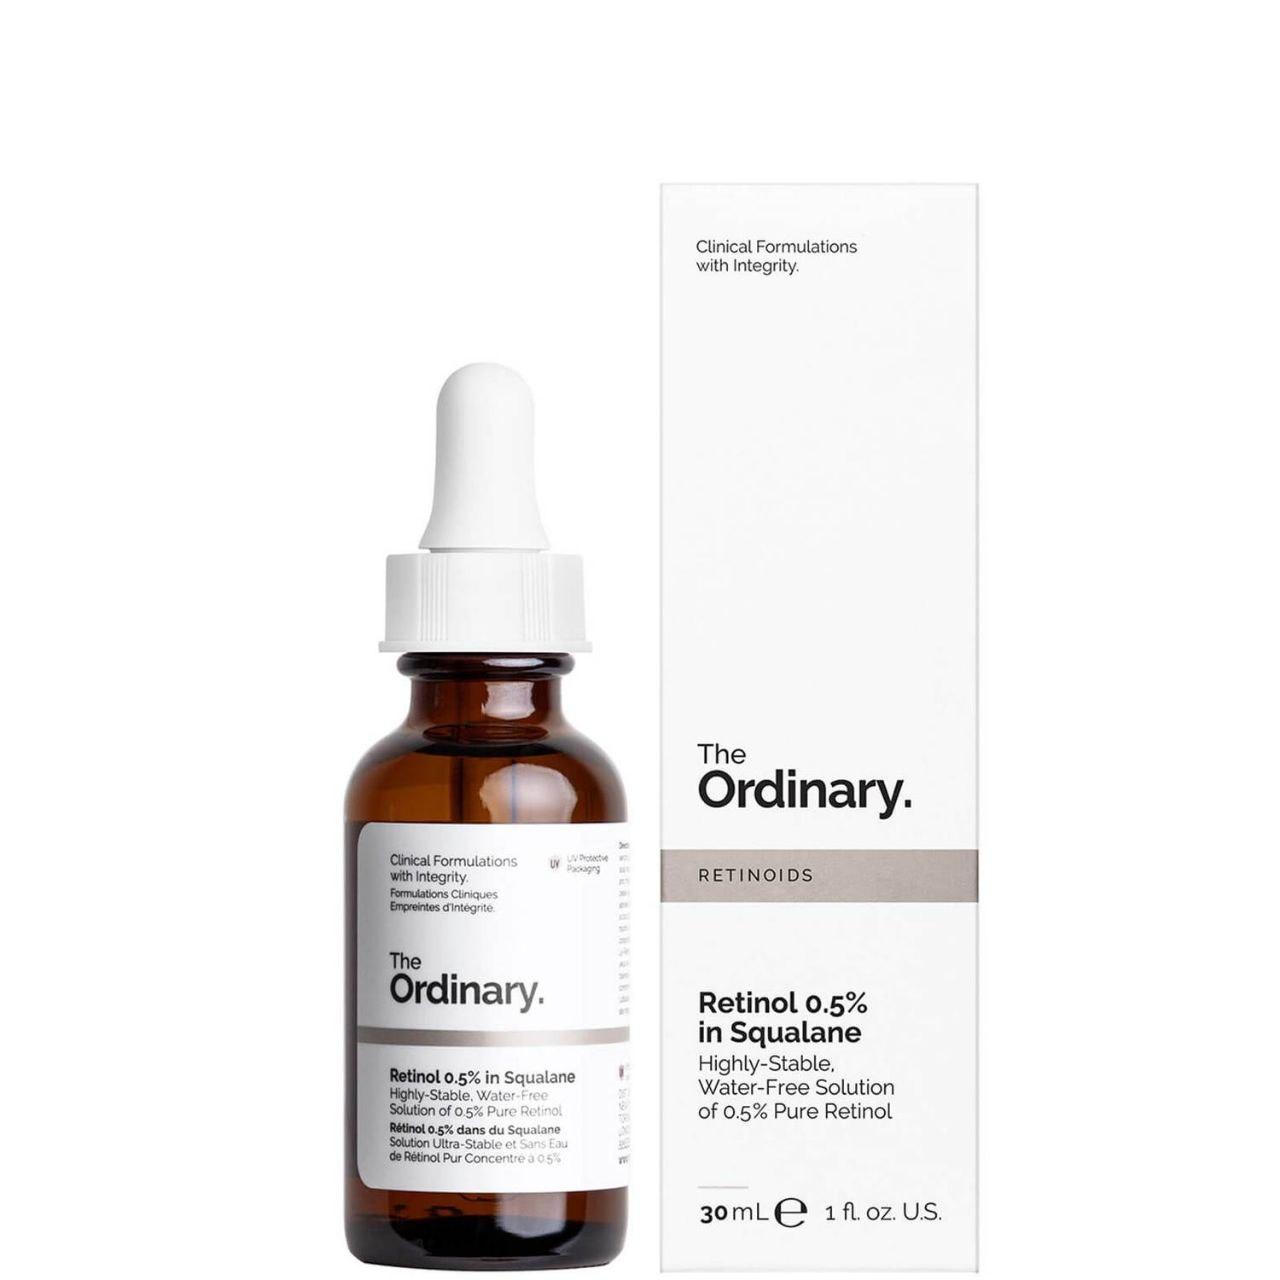 Clinical Formulations
with Integrity.
The
Ordinary.
RETINOIDS
Retinol 0.5%
in Squalane
Highly-Stable,
Water-Free Solution
of 0.5% Pure Retinol
30 mL ℮ 1 fl. oz. U.S.
Clinical Formulations
with Integrity.
Formulations Cliniques
Empreintes d'Intégrité.
UV
UV Protective
Packaging
The
Ordinary.
Retinol 0.5% in Squalane
Highly-Stable, Water-Free
Solution of 0.5% Pure Retinol
Rétinol 0.5% dans du Squalane
Solution Ultra-Stable et Sans Eau
de Rétinol Pur Concentré à 0.5%